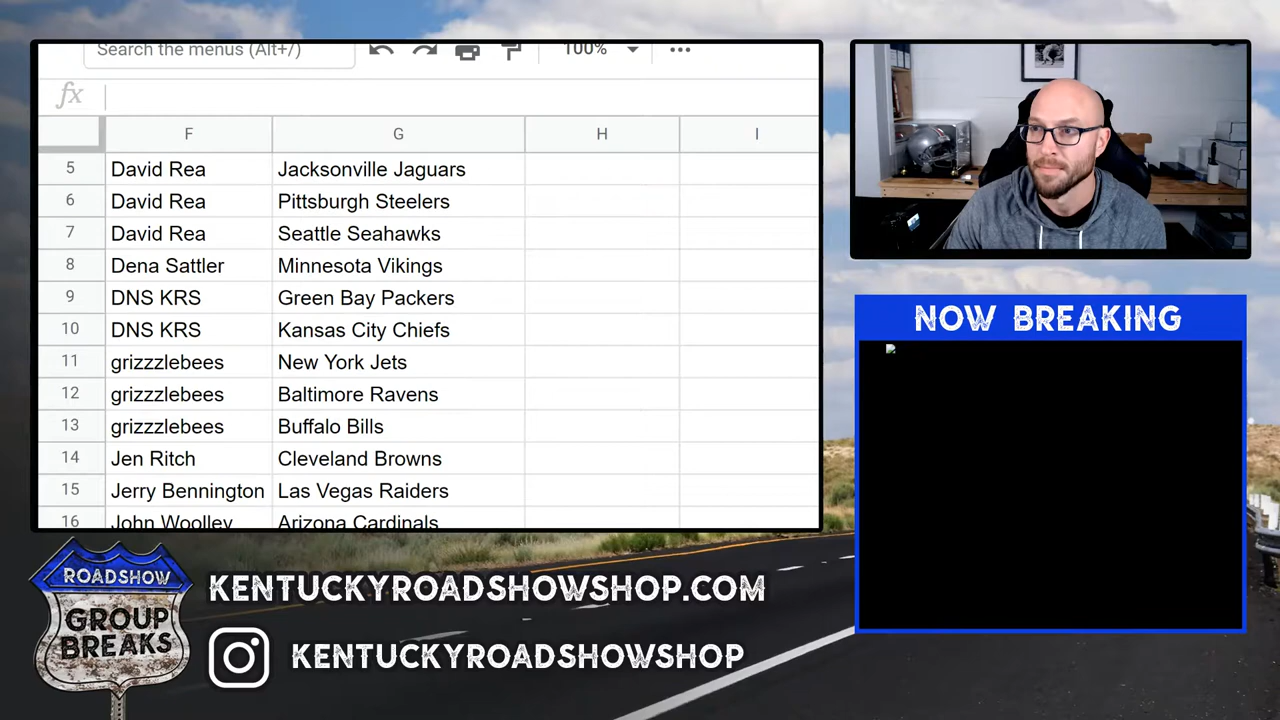 Search the menus (Alt+/)
100%
fx
F G H I
5 David Rea Jacksonville Jaguars
6 David Rea Pittsburgh Steelers
7 David Rea Seattle Seahawks
8 Dena Sattler Minnesota Vikings
9 DNS KRS Green Bay Packers
10 DNS KRS Kansas City Chiefs
11 grizzzlebees New York Jets
12 grizzzlebees Baltimore Ravens
13 grizzzlebees Buffalo Bills
14 Jen Ritch Cleveland Browns
15 Jerry Bennington Las Vegas Raiders
16 John Woolley Arizona Cardinals
NOW BREAKING
ROADSHOW
GROUP
BREAKS
KENTUCKYROADSHOWSHOP.COM
KENTUCKYROADSHOWSHOP